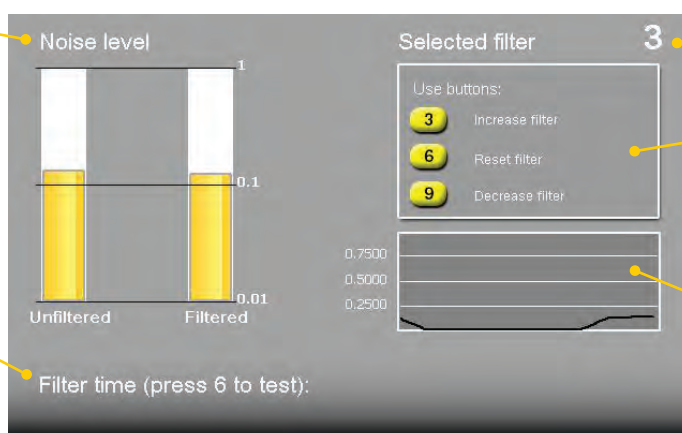 Noise level
1
0.1
0.01
Unfiltered Filtered
Selected filter 3
Use buttons:
3 Increase filter
6 Reset filter
9 Decrease filter
0.7500
0.5000
0.2500
Filter time (press 6 to test):